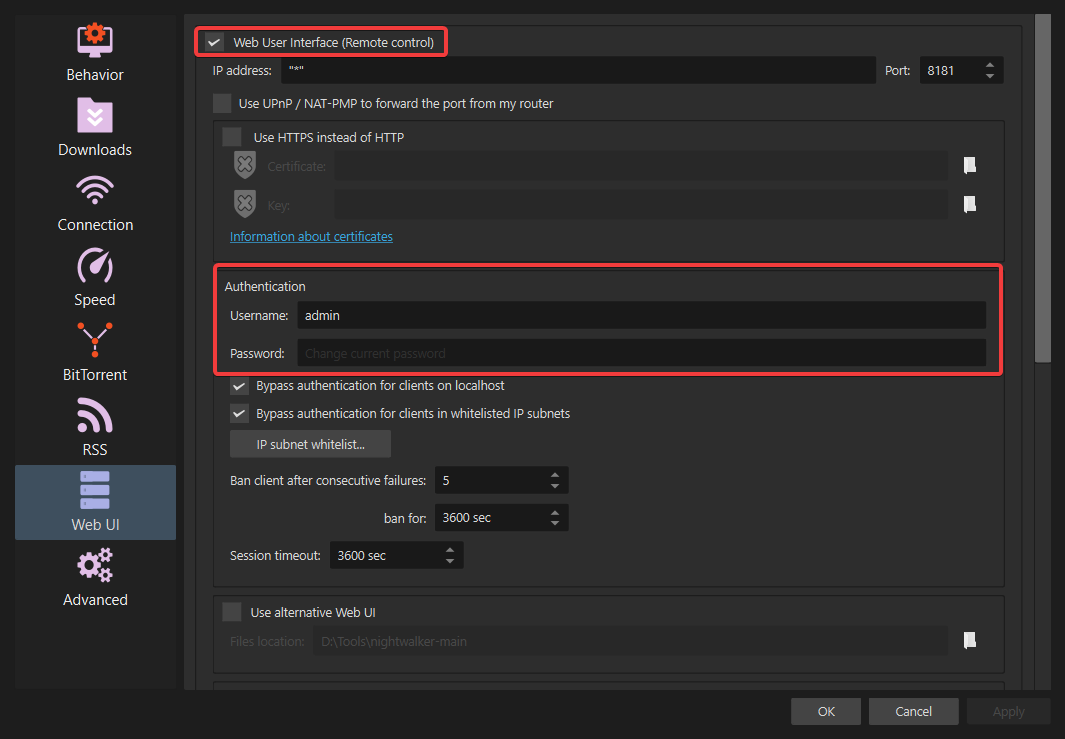 Behavior
Downloads
Connection
Speed
BitTorrent
RSS
Web UI
Advanced
Web User Interface (Remote control)
IP address: "*" Port: 8181
Use UPnP / NAT-PMP to forward the port from my router
Use HTTPS instead of HTTP
Certificate:
Key:
Information about certificates
Authentication
Username: admin
Password: Change current password
Bypass authentication for clients on localhost
Bypass authentication for clients in whitelisted IP subnets
IP subnet whitelist...
Ban client after consecutive failures: 5
ban for: 3600 sec
Session timeout: 3600 sec
Use alternative Web UI
Files location: D:\Tools\nightwalker-main
OK Cancel Apply